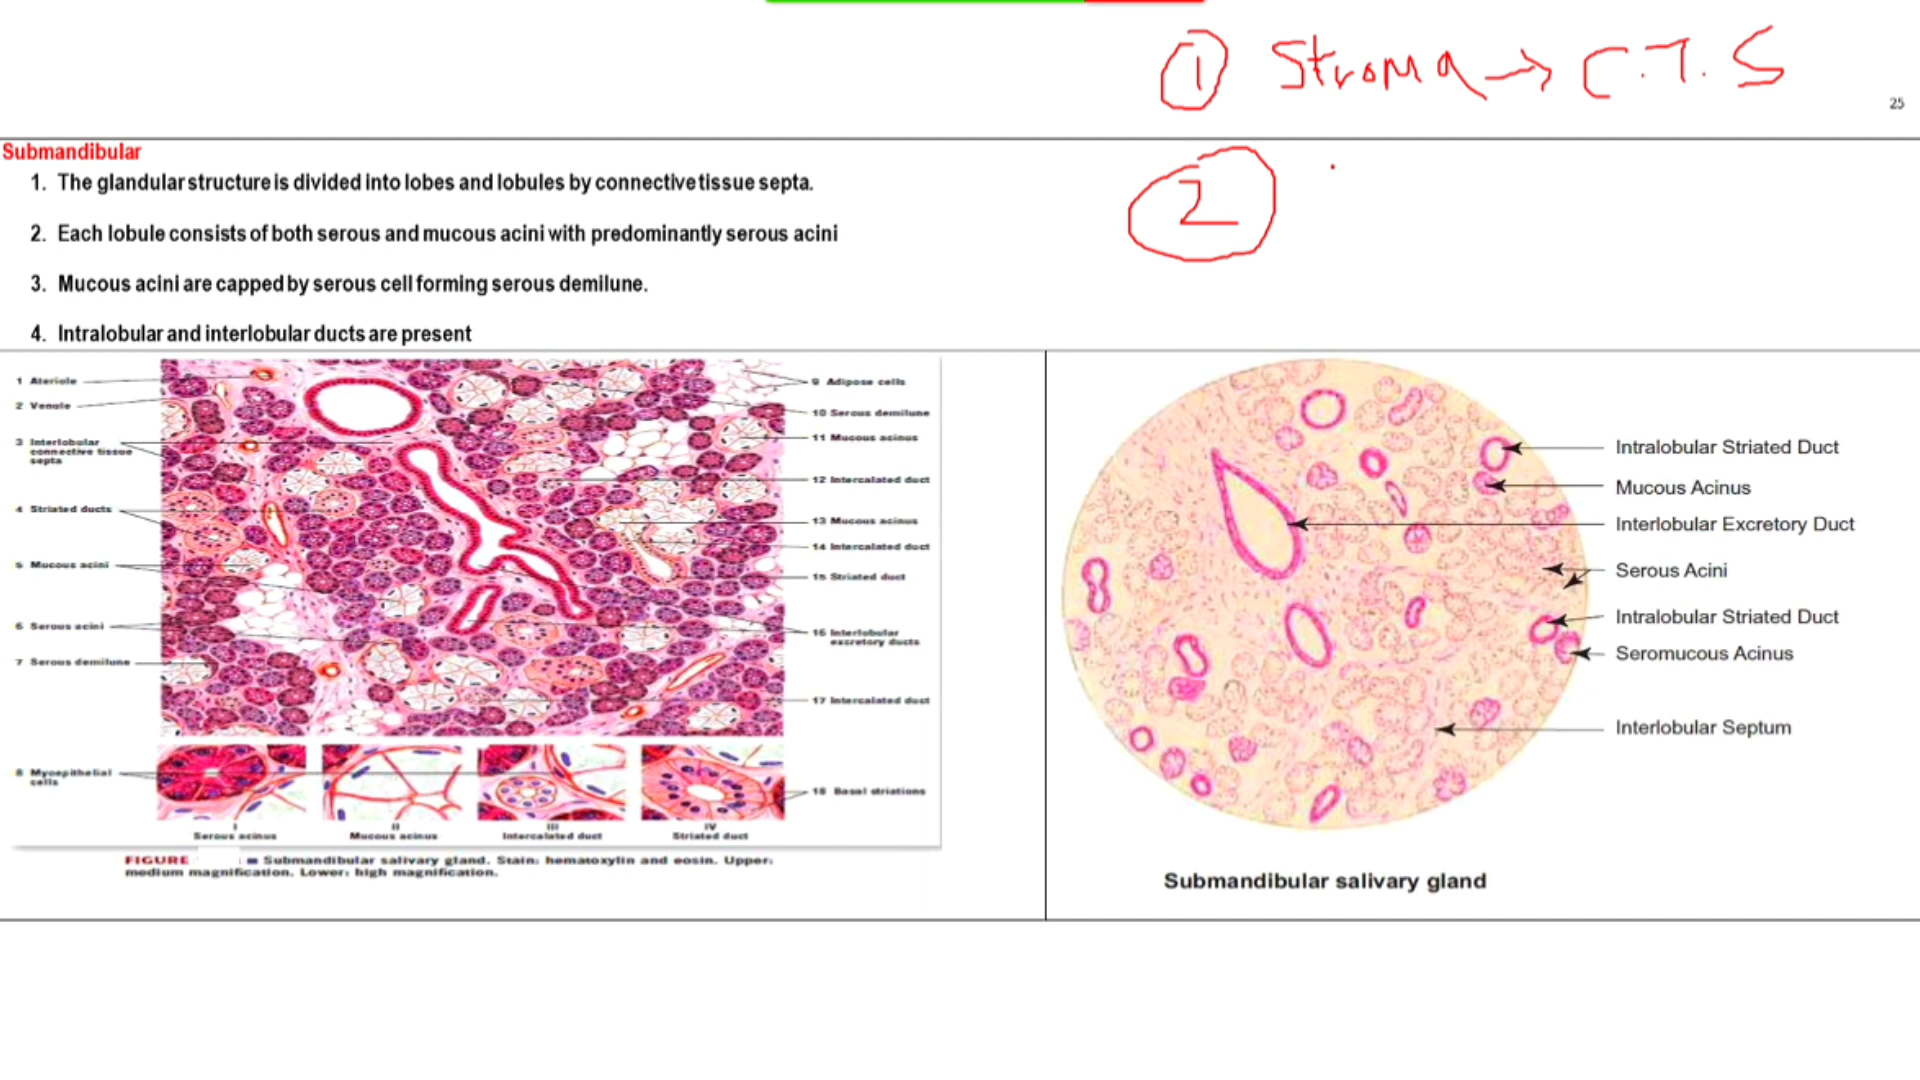 ① Stroma → C.T. S
25
②
Submandibular
1. The glandular structure is divided into lobes and lobules by connective tissue septa.
2. Each lobule consists of both serous and mucous acini with predominantly serous acini
3. Mucous acini are capped by serous cell forming serous demilune.
4. Intralobular and interlobular ducts are present
1 Arteriole
2 Venule
3 Interlobular
connective tissue
septa
4 Striated ducts
5 Mucous acini
6 Serous acini
7 Serous demilune
8 Myoepithelial
cells
9 Adipose cells
10 Serous demilune
11 Mucous acinus
12 Intercalated duct
13 Mucous acinus
14 Intercalated duct
15 Striated duct
16 Interlobular
excretory ducts
17 Intercalated duct
18 Basal striations
I
Serous acinus
II
Mucous acinus
III
Intercalated duct
IV
Striated duct
FIGURE ■ Submandibular salivary gland. Stain: hematoxylin and eosin. Upper:
medium magnification. Lower: high magnification.
Intralobular Striated Duct
Mucous Acinus
Interlobular Excretory Duct
Serous Acini
Intralobular Striated Duct
Seromucous Acinus
Interlobular Septum
Submandibular salivary gland